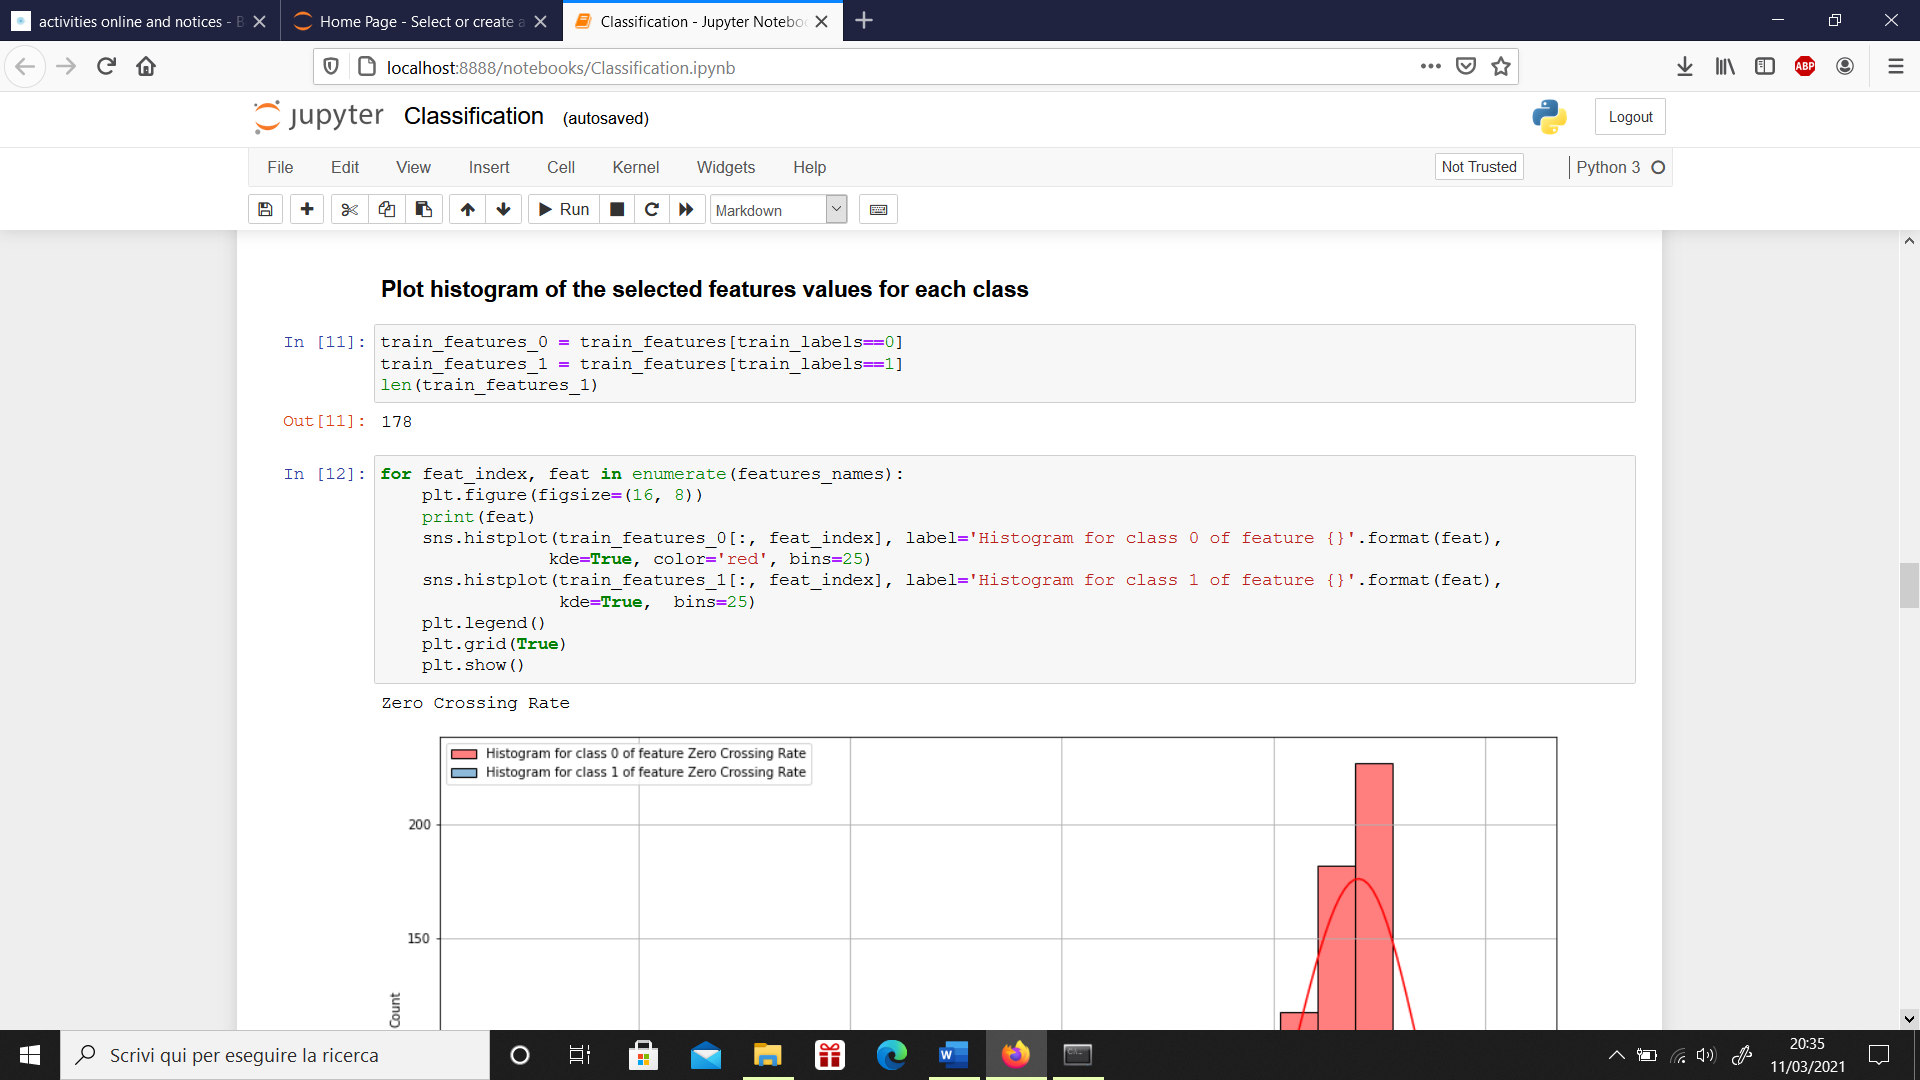 activities online and notices - B
Home Page - Select or create a
Classification - Jupyter Notebo
localhost:8888/notebooks/Classification.ipynb
ABP
jupyter Classification (autosaved)
Logout
File Edit View Insert Cell Kernel Widgets Help
Not Trusted
Python 3
Run
Markdown
Plot histogram of the selected features values for each class
In [11]: train_features_0 = train_features[train_labels==0]
train_features_1 = train_features[train_labels==1]
len(train_features_1)
Out[11]: 178
In [12]: for feat_index, feat in enumerate(features_names):
    plt.figure(figsize=(16, 8))
    print(feat)
    sns.histplot(train_features_0[:, feat_index], label='Histogram for class 0 of feature {}'.format(feat),
                kde=True, color='red', bins=25)
    sns.histplot(train_features_1[:, feat_index], label='Histogram for class 1 of feature {}'.format(feat),
                 kde=True,  bins=25)
    plt.legend()
    plt.grid(True)
    plt.show()
Zero Crossing Rate
Histogram for class 0 of feature Zero Crossing Rate
Histogram for class 1 of feature Zero Crossing Rate
200
150
Count
Scrivi qui per eseguire la ricerca
20:35
11/03/2021